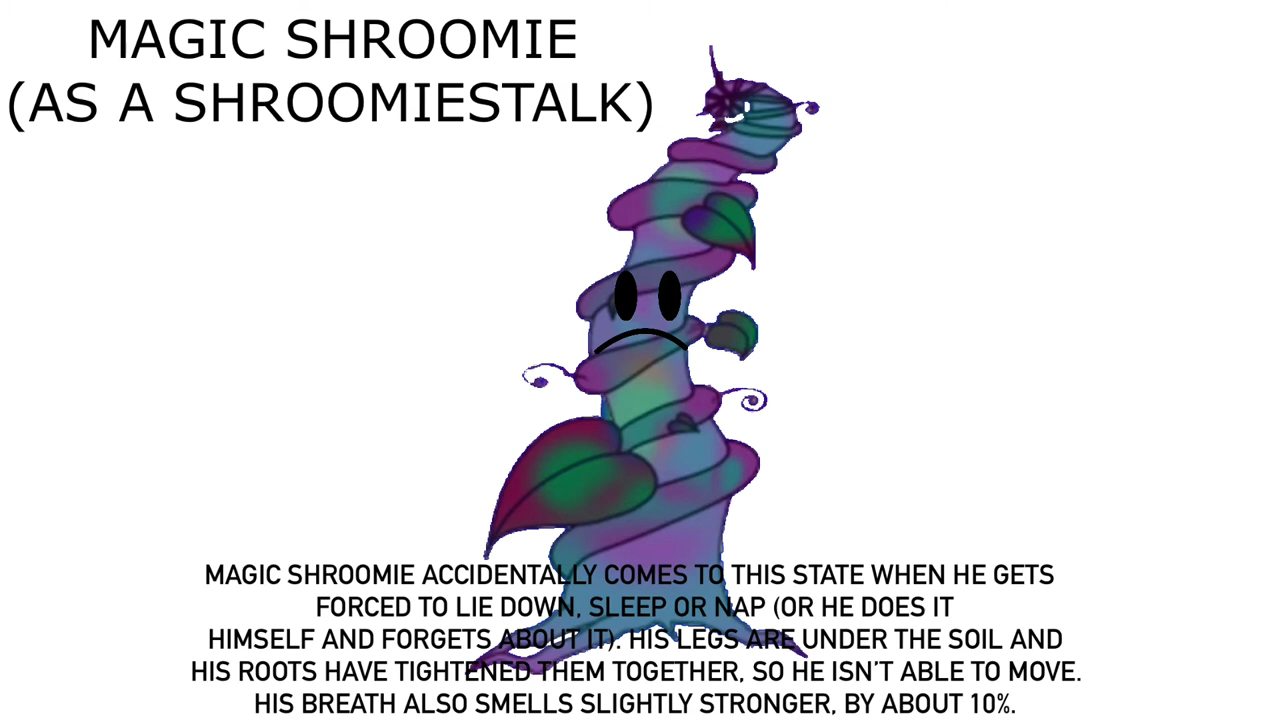 MAGIC SHROOMIE
(AS A SHROOMIESTALK)
MAGIC SHROOMIE ACCIDENTALLY COMES TO THIS STATE WHEN HE GETS
FORCED TO LIE DOWN, SLEEP OR NAP (OR HE DOES IT
HIMSELF AND FORGETS ABOUT IT). HIS LEGS ARE UNDER THE SOIL AND
HIS ROOTS HAVE TIGHTENED THEM TOGETHER, SO HE ISN'T ABLE TO MOVE.
HIS BREATH ALSO SMELLS SLIGHTLY STRONGER, BY ABOUT 10%.